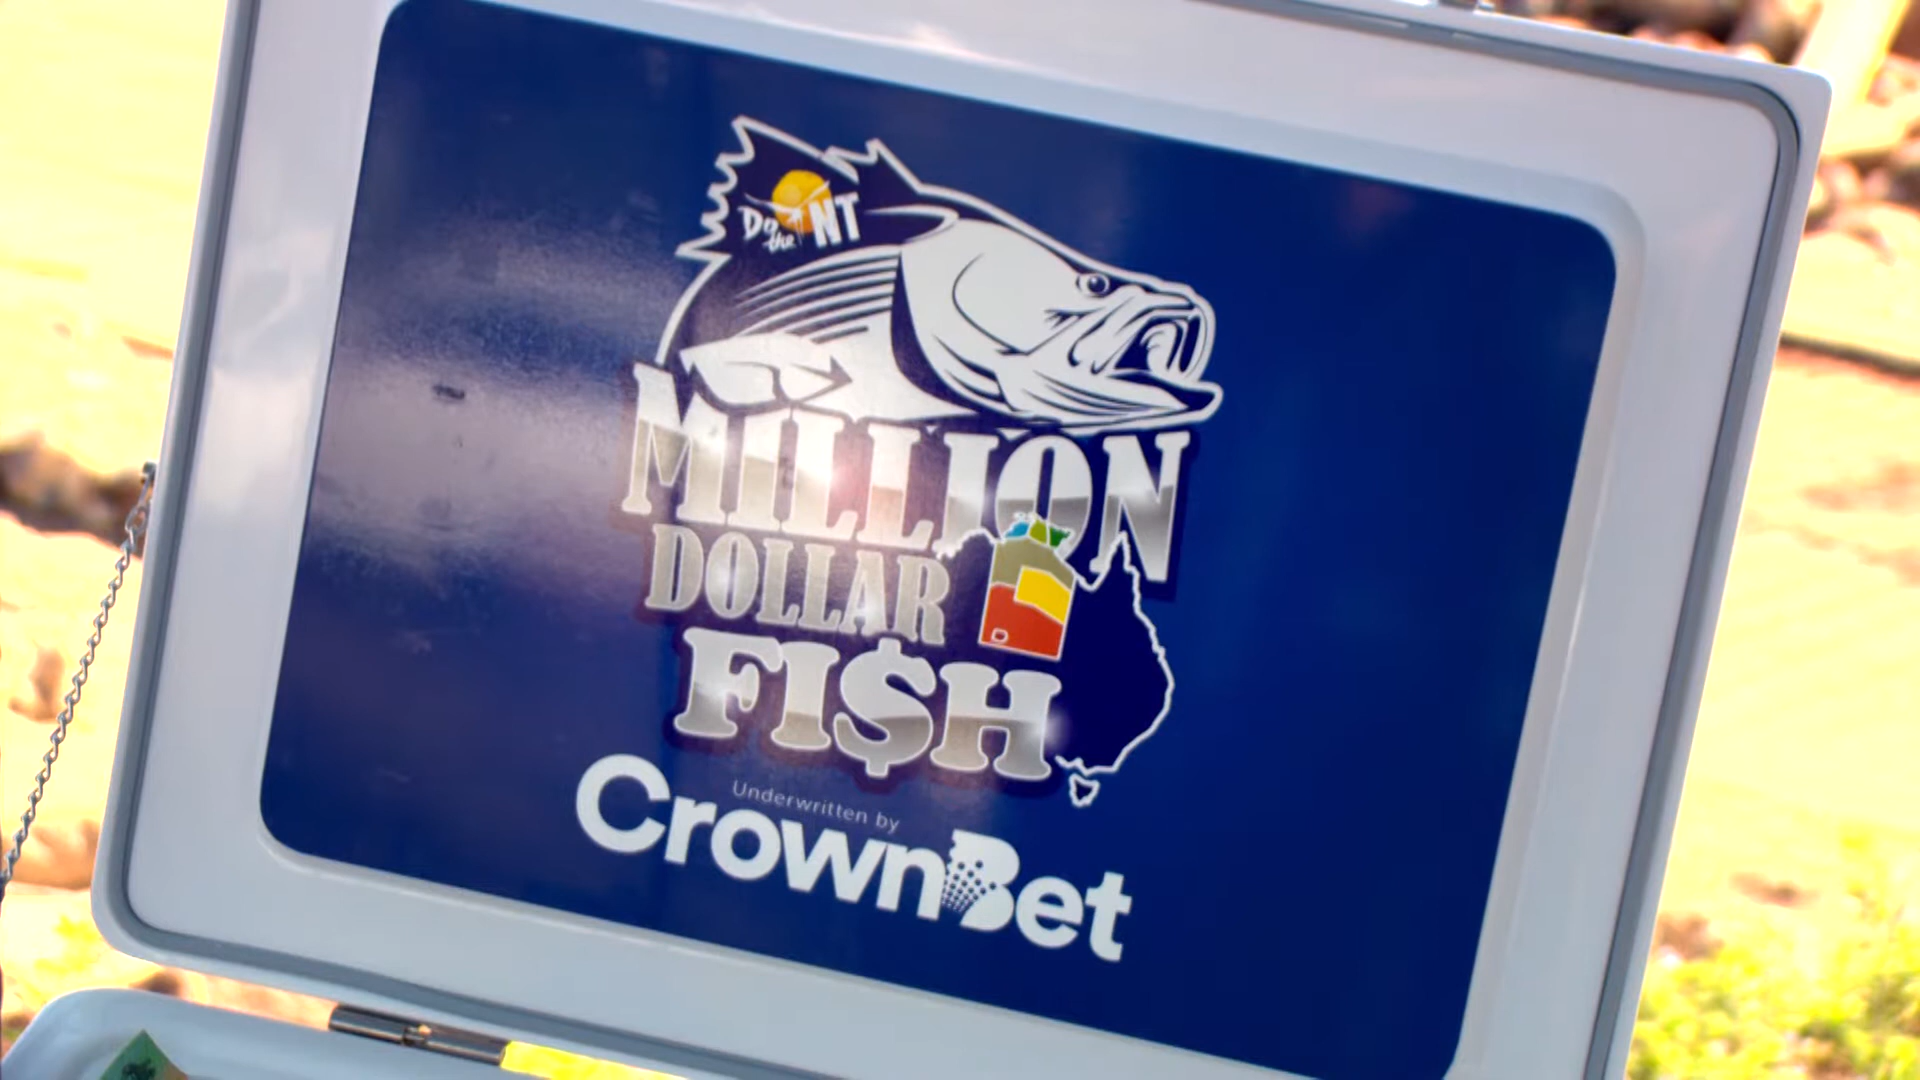 Do the NT
MILLION
DOLLAR
FI$H
Underwritten by
CrownBet